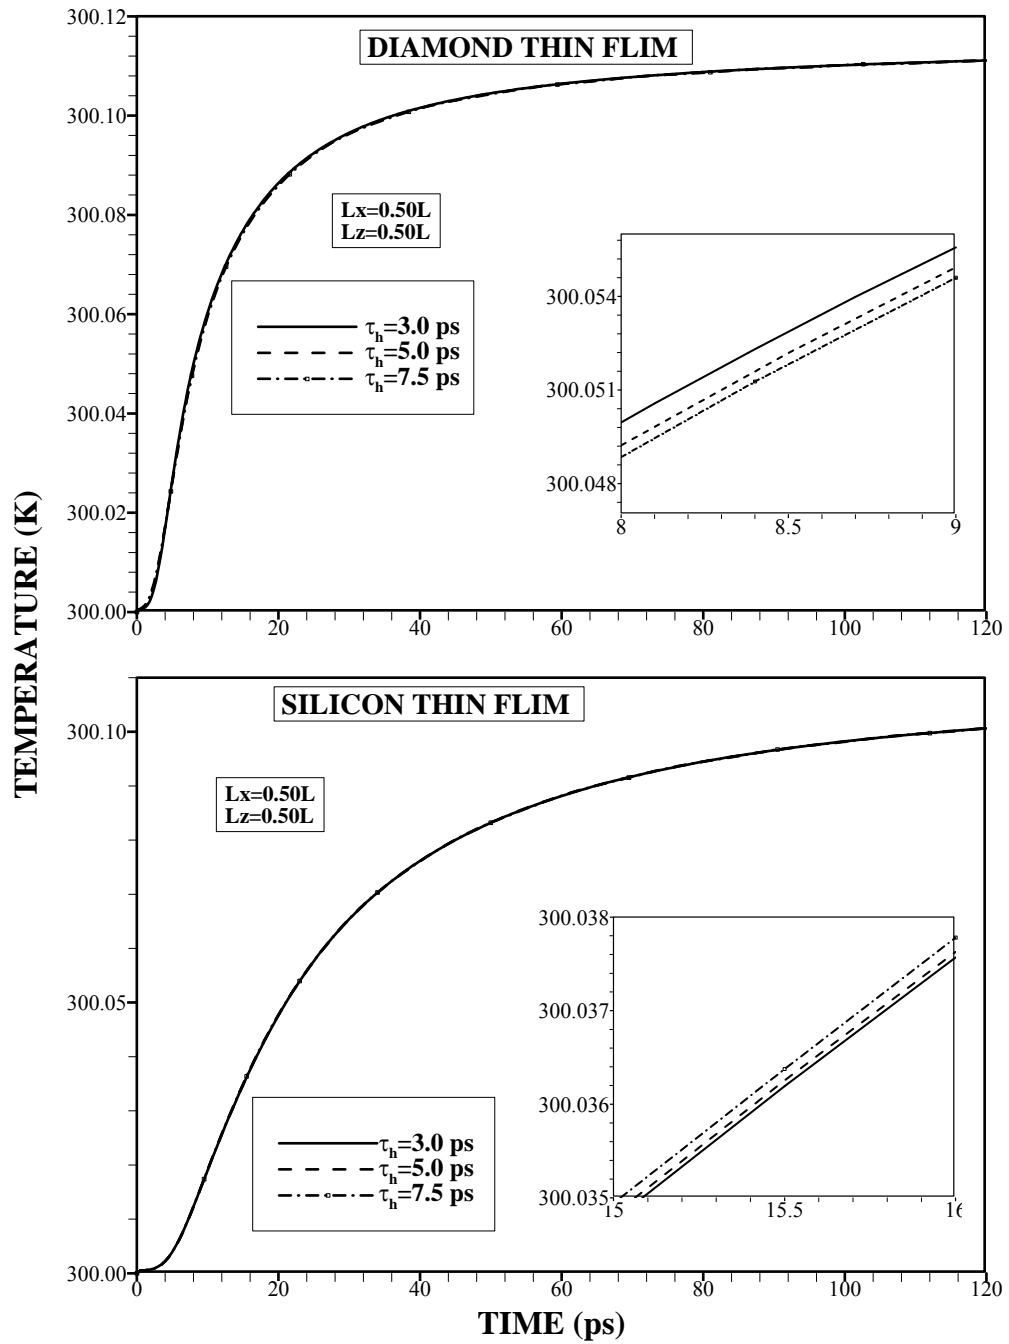 300.12
DIAMOND THIN FLIM
300.10
300.08
Lx=0.50L
Lz=0.50L
300.06
τh=3.0 ps
τh=5.0 ps
τh=7.5 ps
300.04
300.02
300.00
0 20 40 60 80 100 120
300.054
300.051
300.048
8 8.5 9
TEMPERATURE (K)
SILICON THIN FLIM
300.10
Lx=0.50L
Lz=0.50L
300.05
τh=3.0 ps
τh=5.0 ps
τh=7.5 ps
300.00
0 20 40 60 80 100 120
300.038
300.037
300.036
300.035
15 15.5 16
TIME (ps)